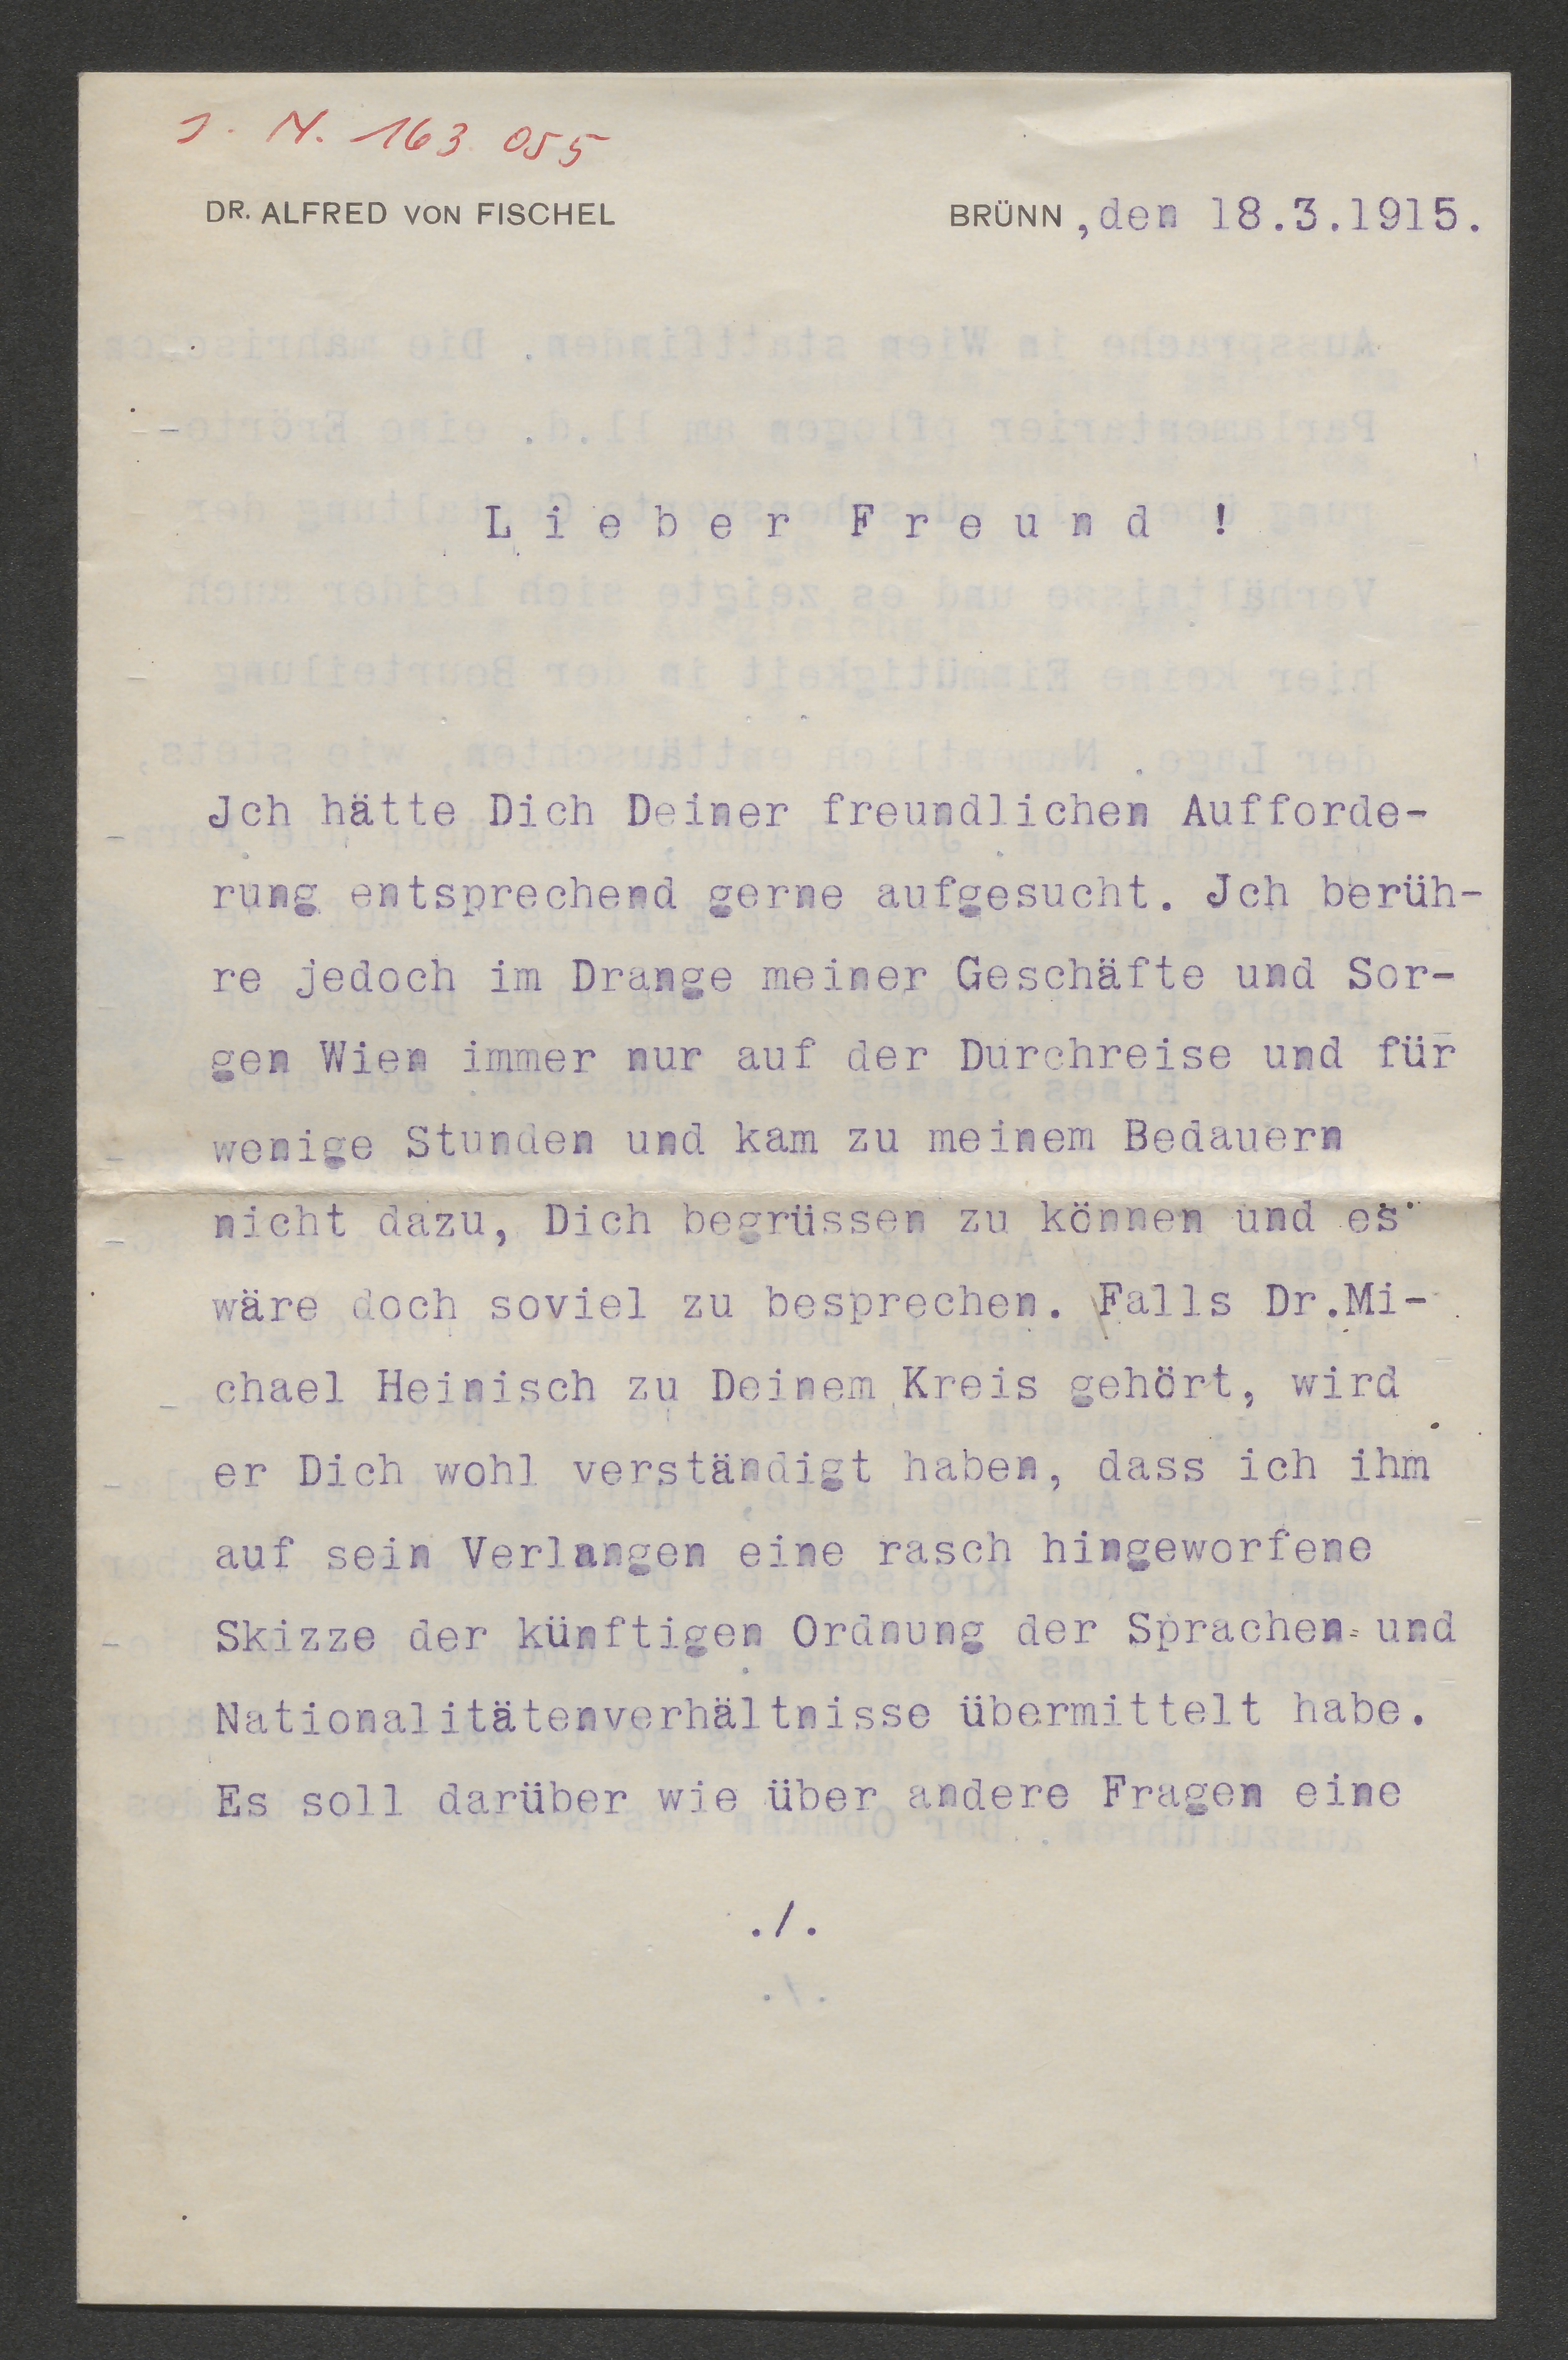 J. N. 163 055
DR. ALFRED VON FISCHEL
BRÜNN, den 18.3.1915.
Lieber Freund !
Jch hätte Dich Deiner freundlichen Aufforde-
rung entsprechend gerne aufgesucht. Jch berüh-
re jedoch im Drange meiner Geschäfte und Sor-
gen Wien immer nur auf der Durchreise und für
wenige Stunden und kam zu meinem Bedauern
nicht dazu, Dich begrüssen zu können und es
wäre doch soviel zu besprechen. Falls Dr.Mi-
chael Heinisch zu Deinem Kreis gehört, wird
er Dich wohl verständigt haben, dass ich ihm
auf sein Verlangen eine rasch hingeworfene
Skizze der künftigen Ordnung der Sprachen- und
Nationalitätenverhältnisse übermittelt habe.
Es soll darüber wie über andere Fragen eine
./.